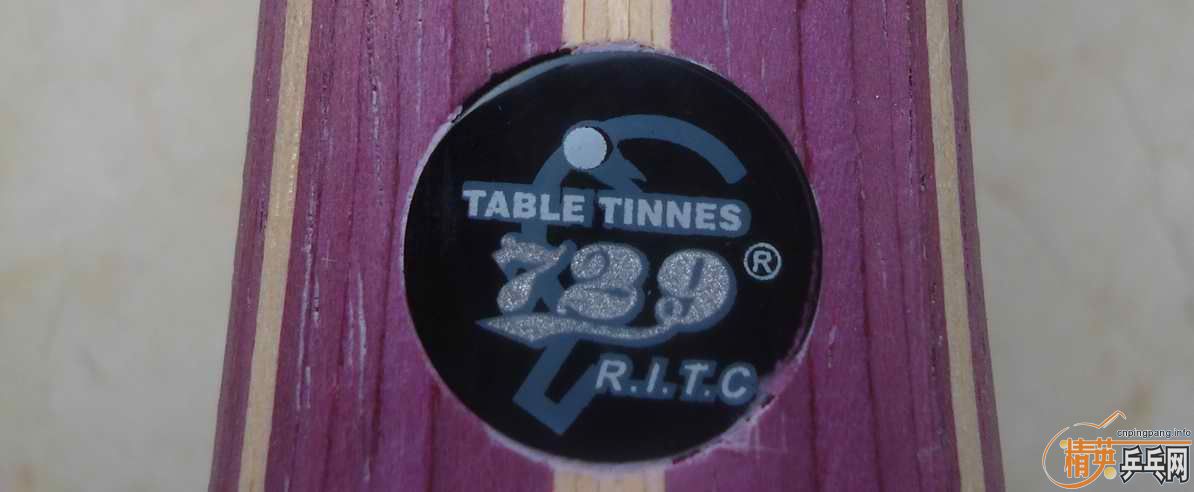 TABLE TINNES
729 ®
R.I.T.C
cnpingpang.info
精英乒乓网